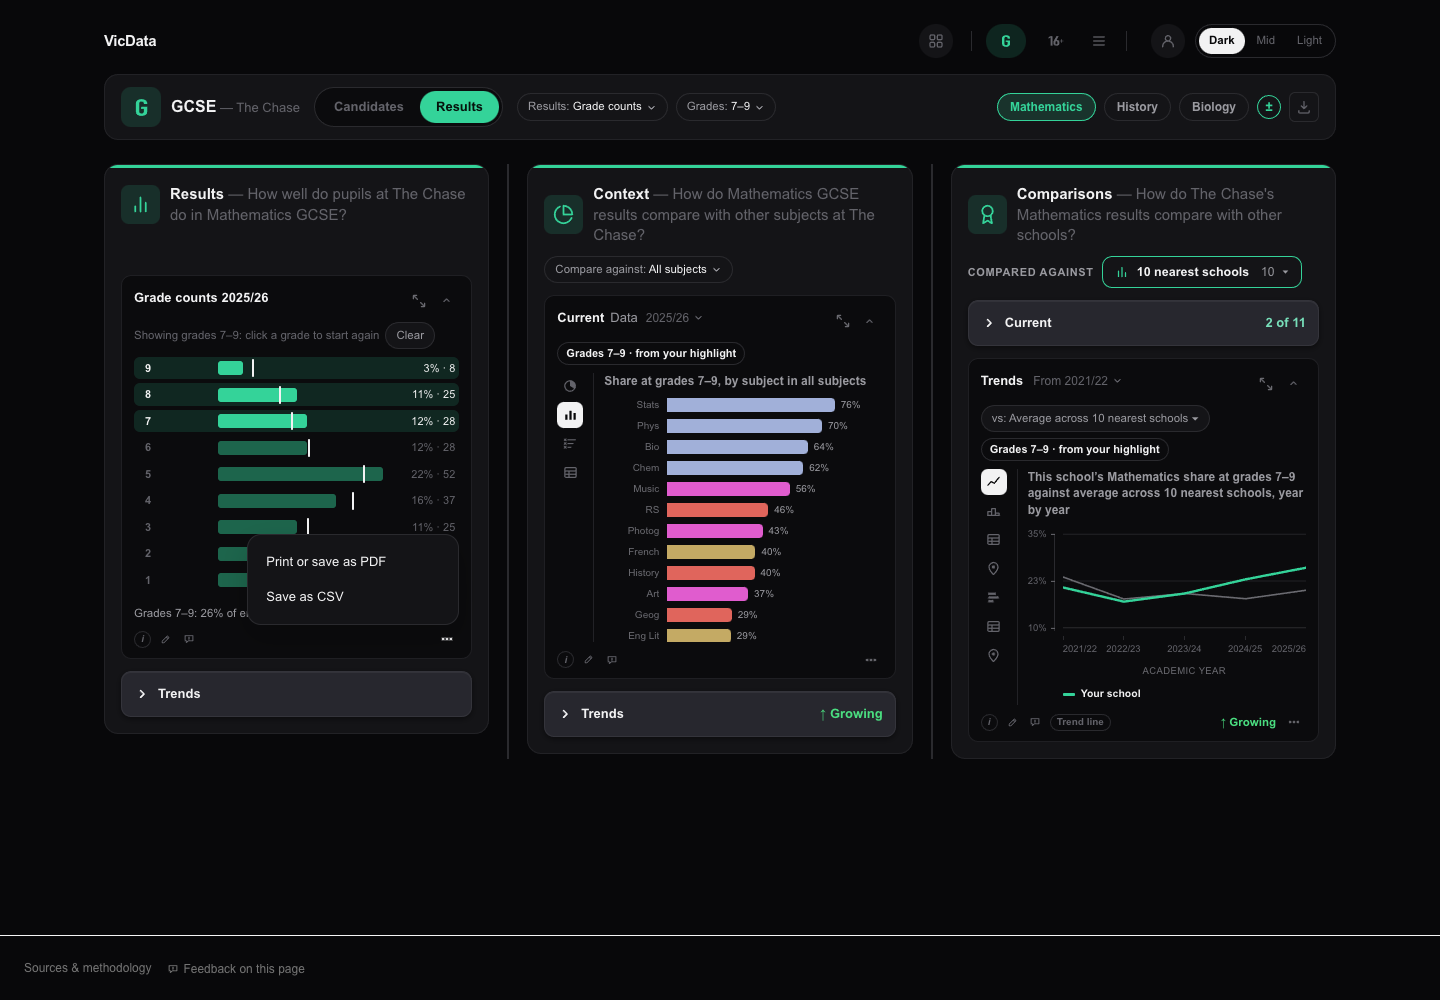 VicData
G
16+
Dark
Mid
Light
G
GCSE — The Chase
Candidates
Results
Results: Grade counts
Grades: 7–9
Mathematics
History
Biology
±
Results — How well do pupils at The Chase
do in Mathematics GCSE?
Grade counts 2025/26
Showing grades 7–9: click a grade to start again
Clear
9
3% · 8
8
11% · 25
7
12% · 28
6
12% · 28
5
22% · 52
4
16% · 37
3
11% · 25
2
1
Print or save as PDF
Save as CSV
Grades 7–9: 26% of
i
Trends
Context — How do Mathematics GCSE
results compare with other subjects at The
Chase?
Compare against: All subjects
Current Data 2025/26
Grades 7–9 · from your highlight
Share at grades 7–9, by subject in all subjects
Stats
76%
Phys
70%
Bio
64%
Chem
62%
Music
56%
RS
46%
Photog
43%
French
40%
History
40%
Art
37%
Geog
29%
Eng Lit
29%
i
Trends
↑ Growing
Comparisons — How do The Chase's
Mathematics results compare with other
schools?
COMPARED AGAINST
10 nearest schools 10
Current
2 of 11
Trends From 2021/22
vs: Average across 10 nearest schools
Grades 7–9 · from your highlight
This school's Mathematics share at grades 7–9
against average across 10 nearest schools, year
by year
35%
23%
10%
2021/22
2022/23
2023/24
2024/25
2025/26
ACADEMIC YEAR
Your school
i
Trend line
↑ Growing
Sources & methodology
Feedback on this page